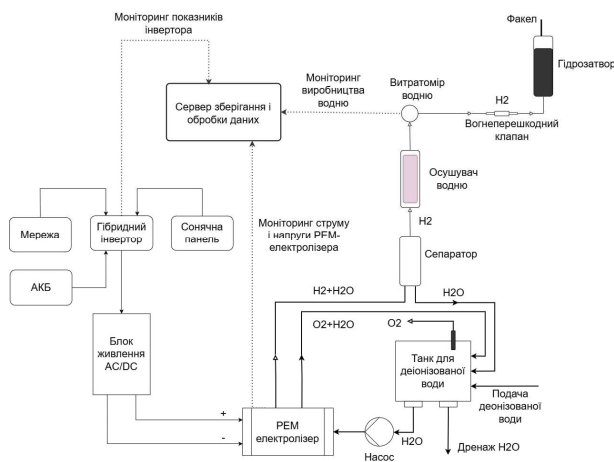 Моніторинг показників
інвертора
Факел
Гідрозатвор
Моніторинг
виробництва
водню
Витратомір
водню
H2
Вогнеперешкодний
клапан
Сервер зберігання і
обробки даних
Осушувач
водню
H2
Мережа
Гібридний
інвертор
Сонячна
панель
Моніторинг струму
і напруги PEM-
електролізера
Сепаратор
АКБ
H2+H2O
H2O
O2+H2O
O2
Блок
живлення
AC/DC
Танк для
деіонізованої
води
Подача
деонізованої
води
+
-
PEM
електролізер
H2O
Насос
Дренаж H2O